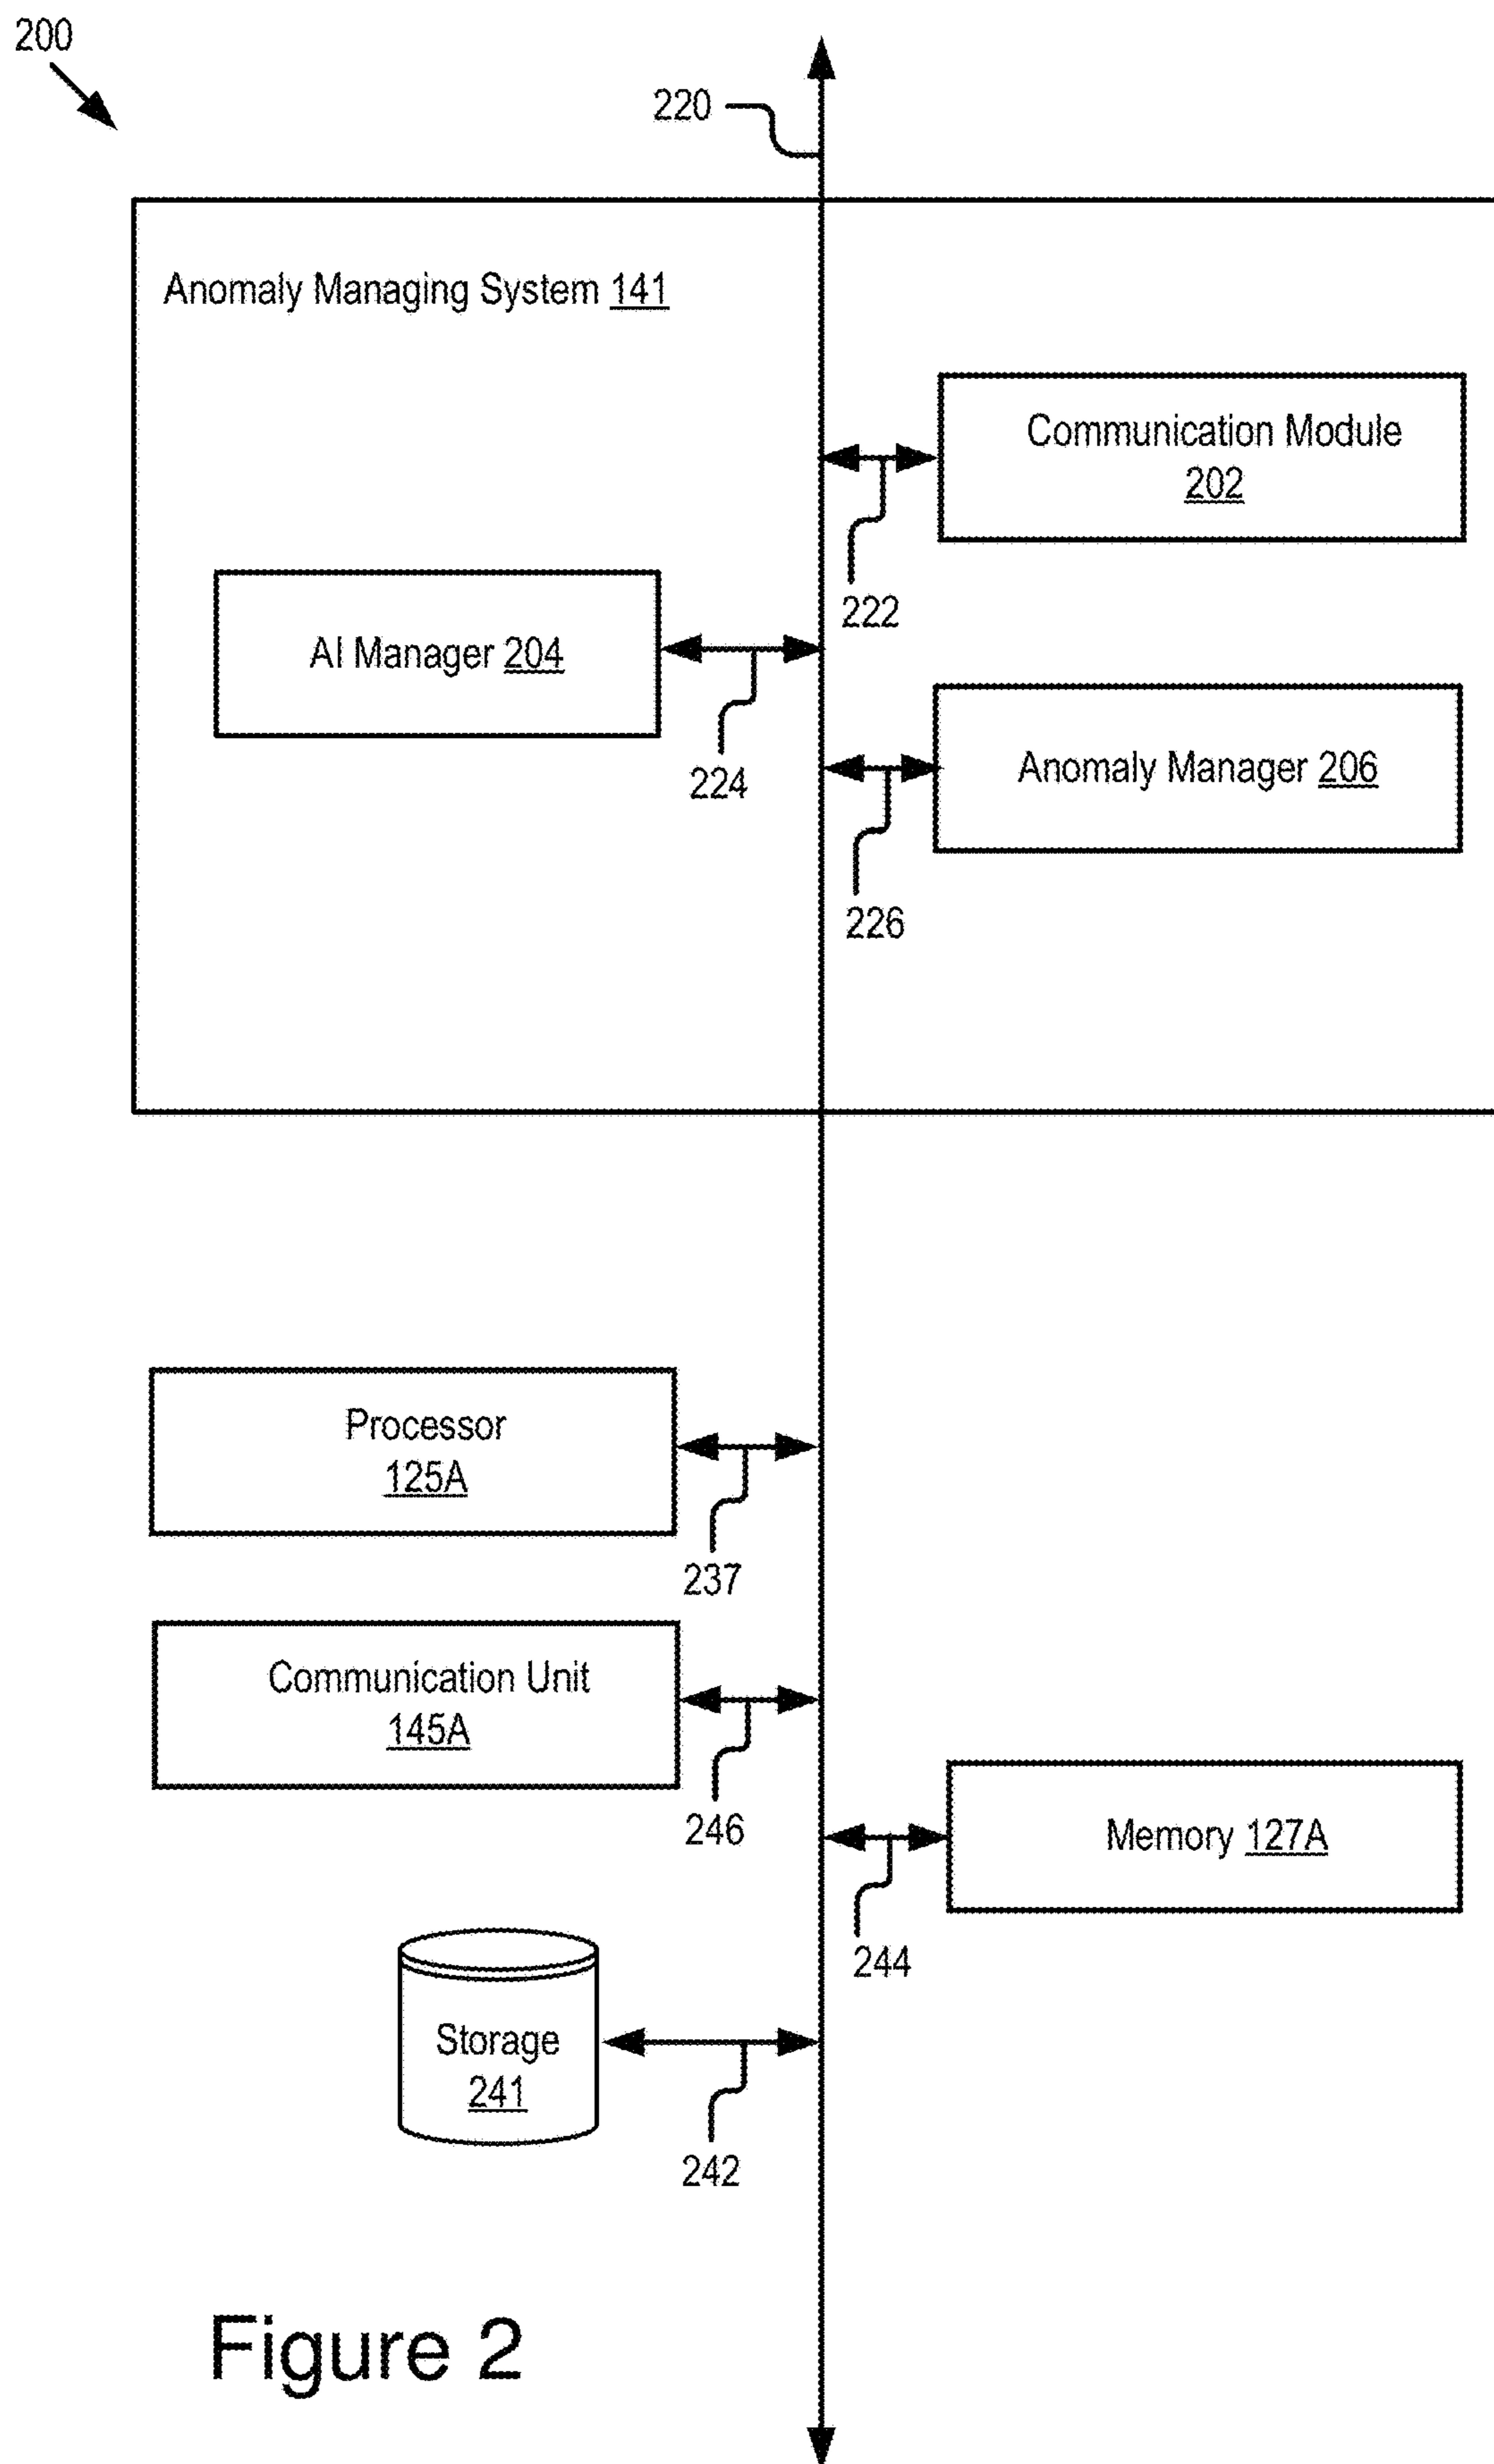 200
220
Anomaly Managing System 141
Communication Module
202
222
AI Manager 204
224
Anomaly Manager 206
226
Processor
125A
237
Communication Unit
145A
246
Memory 127A
244
Storage
241
242
Figure 2